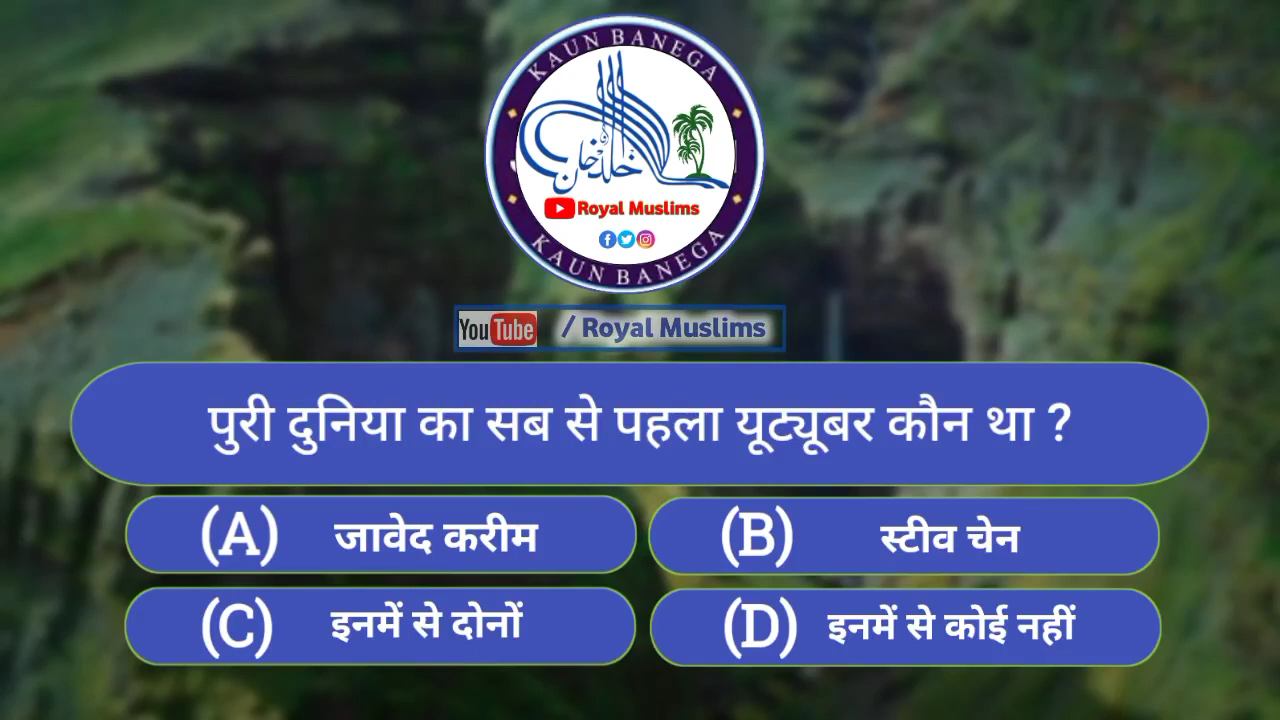 KAUN BANEGA
Royal Muslims
KAUN BANEGA
YouTube / Royal Muslims
पुरी दुनिया का सब से पहला यूट्यूबर कौन था ?
(A) जावेद करीम
(B) स्टीव चेन
(C) इनमें से दोनों
(D) इनमें से कोई नहीं